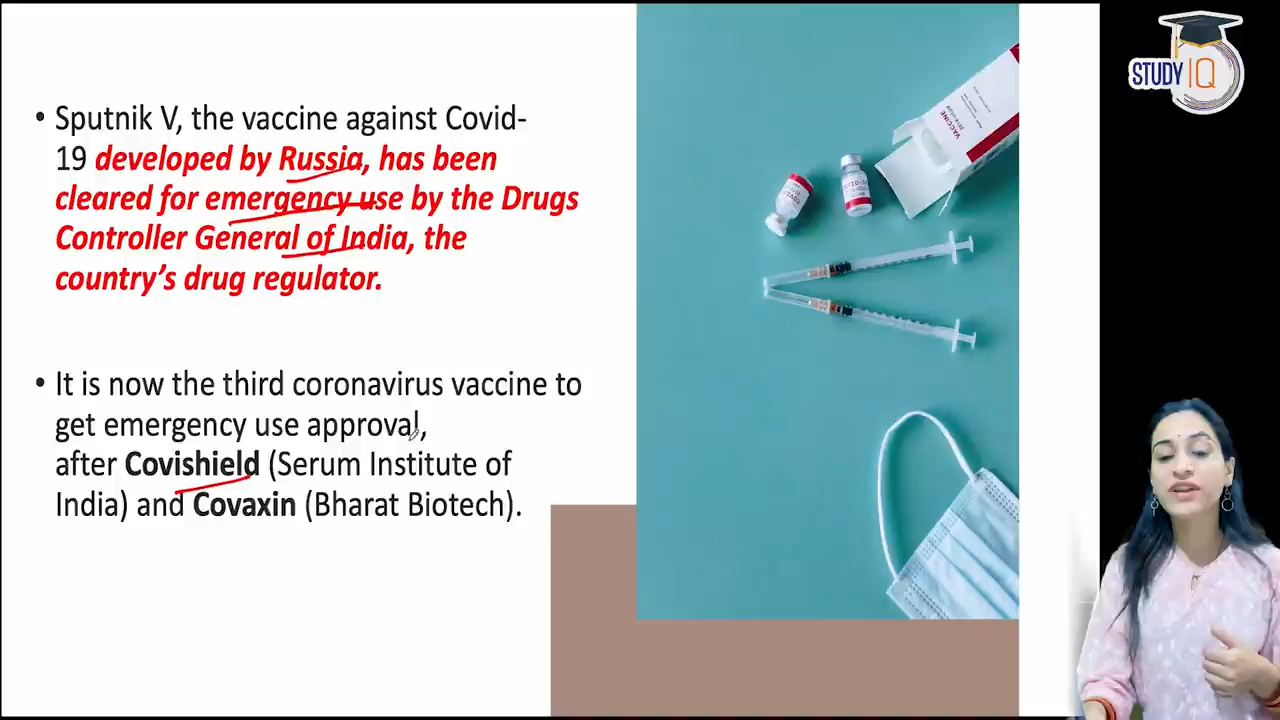 • Sputnik V, the vaccine against Covid-
19 developed by Russia, has been
cleared for emergency use by the Drugs
Controller General of India, the
country’s drug regulator.
• It is now the third coronavirus vaccine to
get emergency use approval,
after Covishield (Serum Institute of
India) and Covaxin (Bharat Biotech).
VACCINE
STUDY IQ